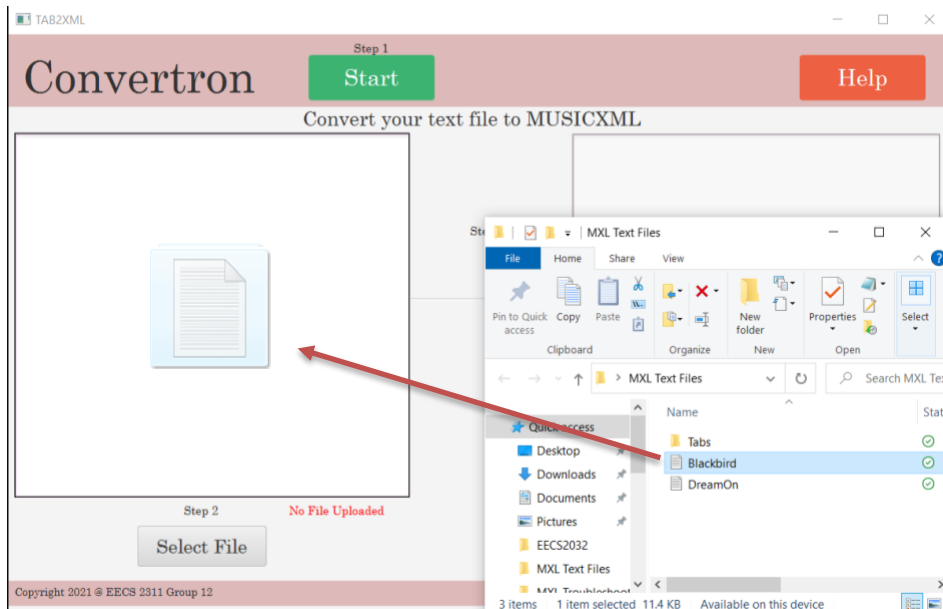 TAB2XML
Step 1
Convertron
Start
Help
Convert your text file to MUSICXML
Step 2
No File Uploaded
Select File
Copyright 2021 @ EECS 2311 Group 12
MXL Text Files
File Home Share View
Pin to Quick access
Copy
Paste
New folder
Properties
Select
Clipboard Organize New Open
MXL Text Files
Search MXL Te
Name
Quick access
Desktop
Downloads
Documents
Pictures
EECS2032
MXL Text Files
MXL Troubleshoot
Tabs
Blackbird
DreamOn
3 items 1 item selected 11.4 KB Available on this device